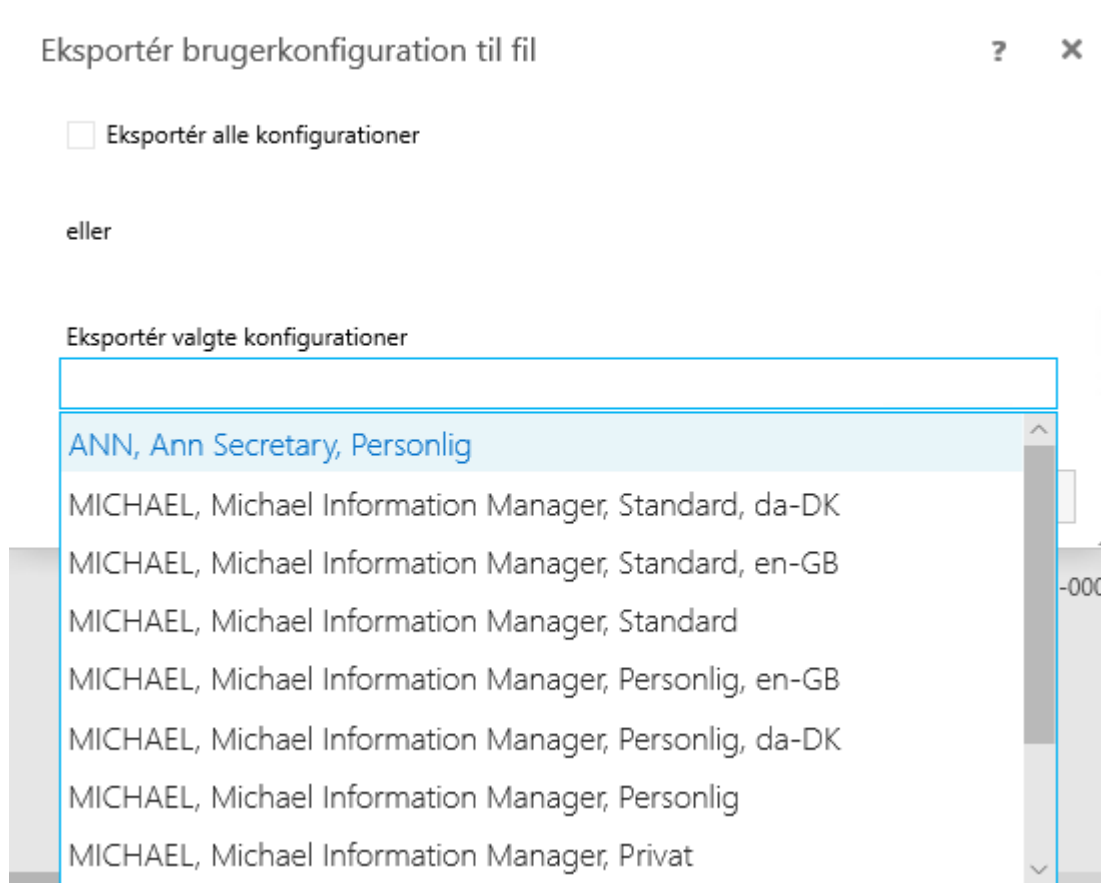 Eksportér brugerkonfiguration til fil ? ×
Eksportér alle konfigurationer
eller
Eksportér valgte konfigurationer
ANN, Ann Secretary, Personlig
MICHAEL, Michael Information Manager, Standard, da-DK
MICHAEL, Michael Information Manager, Standard, en-GB
-000
MICHAEL, Michael Information Manager, Standard
MICHAEL, Michael Information Manager, Personlig, en-GB
MICHAEL, Michael Information Manager, Personlig, da-DK
MICHAEL, Michael Information Manager, Personlig
MICHAEL, Michael Information Manager, Privat